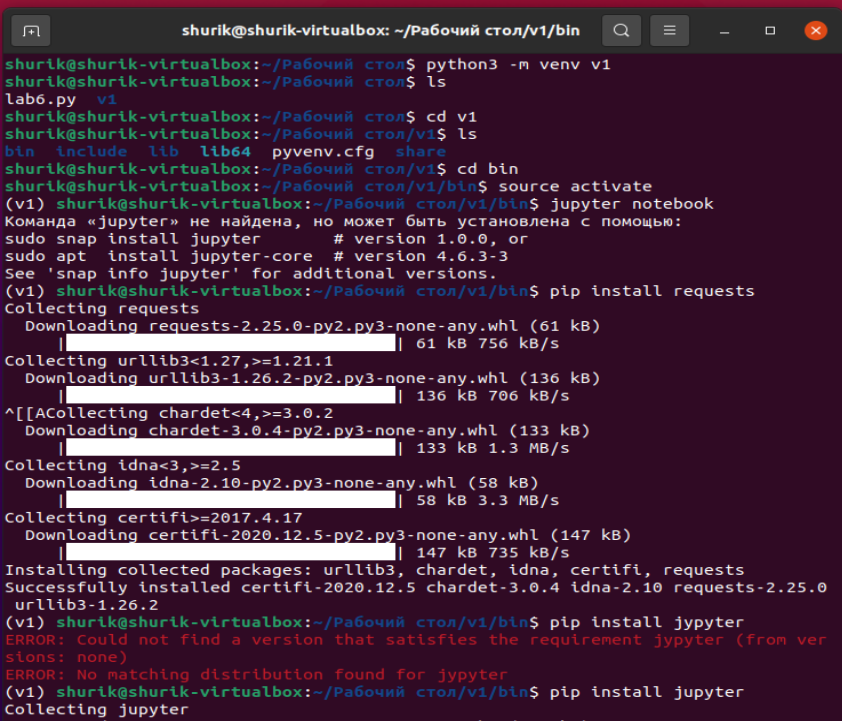 shurik@shurik-virtualbox: ~/Рабочий стол/v1/bin
shurik@shurik-virtualbox:~/Рабочий стол$ python3 -m venv v1
shurik@shurik-virtualbox:~/Рабочий стол$ ls
lab6.py  v1
shurik@shurik-virtualbox:~/Рабочий стол$ cd v1
shurik@shurik-virtualbox:~/Рабочий стол/v1$ ls
bin  include  lib  lib64  pyvenv.cfg  share
shurik@shurik-virtualbox:~/Рабочий стол/v1$ cd bin
shurik@shurik-virtualbox:~/Рабочий стол/v1/bin$ source activate
(v1) shurik@shurik-virtualbox:~/Рабочий стол/v1/bin$ jupyter notebook
Команда «jupyter» не найдена, но может быть установлена с помощью:
sudo snap install jupyter       # version 1.0.0, or
sudo apt  install jupyter-core  # version 4.6.3-3
See 'snap info jupyter' for additional versions.
(v1) shurik@shurik-virtualbox:~/Рабочий стол/v1/bin$ pip install requests
Collecting requests
  Downloading requests-2.25.0-py2.py3-none-any.whl (61 kB)
     |                                | 61 kB 756 kB/s
Collecting urllib3<1.27,>=1.21.1
  Downloading urllib3-1.26.2-py2.py3-none-any.whl (136 kB)
     |                                | 136 kB 706 kB/s
^[[ACollecting chardet<4,>=3.0.2
  Downloading chardet-3.0.4-py2.py3-none-any.whl (133 kB)
     |                                | 133 kB 1.3 MB/s
Collecting idna<3,>=2.5
  Downloading idna-2.10-py2.py3-none-any.whl (58 kB)
     |                                | 58 kB 3.3 MB/s
Collecting certifi>=2017.4.17
  Downloading certifi-2020.12.5-py2.py3-none-any.whl (147 kB)
     |                                | 147 kB 735 kB/s
Installing collected packages: urllib3, chardet, idna, certifi, requests
Successfully installed certifi-2020.12.5 chardet-3.0.4 idna-2.10 requests-2.25.0
 urllib3-1.26.2
(v1) shurik@shurik-virtualbox:~/Рабочий стол/v1/bin$ pip install jypyter
ERROR: Could not find a version that satisfies the requirement jypyter (from ver
sions: none)
ERROR: No matching distribution found for jypyter
(v1) shurik@shurik-virtualbox:~/Рабочий стол/v1/bin$ pip install jupyter
Collecting jupyter